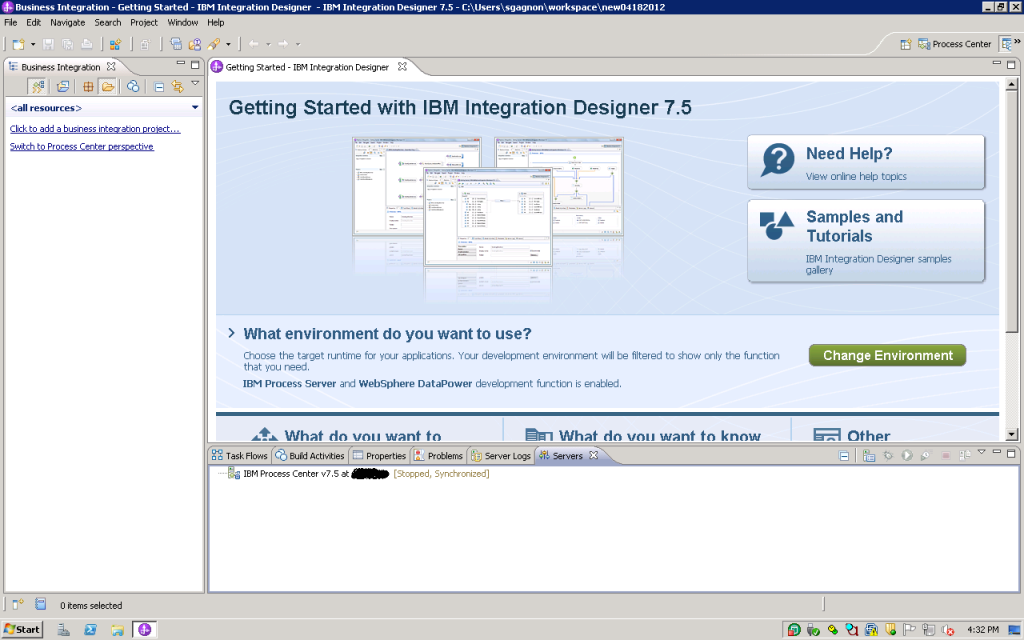 Business Integration - Getting Started - IBM Integration Designer - IBM Integration Designer 7.5 - C:\Users\sgagnon\workspace\new04182012
File Edit Navigate Search Project Window Help
Process Center
Business Integration
Getting Started - IBM Integration Designer
<all resources>
Click to add a business integration project...
Switch to Process Center perspective
Getting Started with IBM Integration Designer 7.5
Need Help?
View online help topics
Samples and
Tutorials
IBM Integration Designer samples
gallery
What environment do you want to use?
Choose the target runtime for your applications. Your development environment will be filtered to show only the function
that you need.
IBM Process Server and WebSphere DataPower development function is enabled.
Change Environment
What do you want to
What do you want to know
Other
Task Flows Build Activities Properties Problems Server Logs Servers
IBM Process Center v7.5 at [Stopped, Synchronized]
0 items selected
Start
4:32 PM